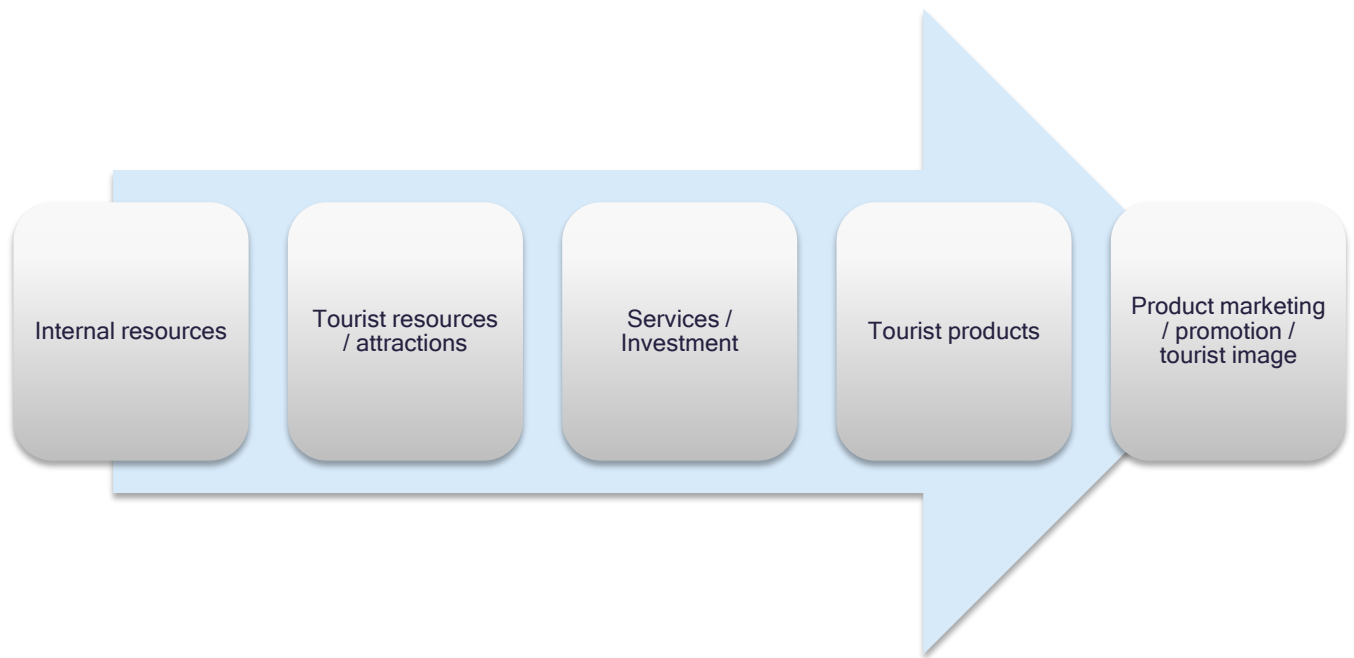 Internal resources
Tourist resources
/ attractions
Services /
Investment
Tourist products
Product marketing
/ promotion /
tourist image